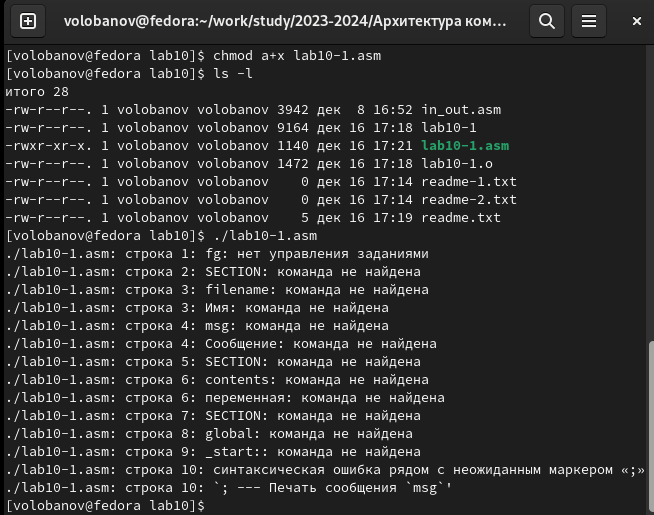 volobanov@fedora:~/work/study/2023-2024/Архитектура ком…
[volobanov@fedora lab10]$ chmod a+x lab10-1.asm
[volobanov@fedora lab10]$ ls -l
итого 28
-rw-r--r--. 1 volobanov volobanov 3942 дек  8 16:52 in_out.asm
-rw-r--r--. 1 volobanov volobanov 9164 дек 16 17:18 lab10-1
-rwxr-xr-x. 1 volobanov volobanov 1140 дек 16 17:21 lab10-1.asm
-rw-r--r--. 1 volobanov volobanov 1472 дек 16 17:18 lab10-1.o
-rw-r--r--. 1 volobanov volobanov    0 дек 16 17:14 readme-1.txt
-rw-r--r--. 1 volobanov volobanov    0 дек 16 17:14 readme-2.txt
-rw-r--r--. 1 volobanov volobanov    5 дек 16 17:19 readme.txt
[volobanov@fedora lab10]$ ./lab10-1.asm
./lab10-1.asm: строка 1: fg: нет управления заданиями
./lab10-1.asm: строка 2: SECTION: команда не найдена
./lab10-1.asm: строка 3: filename: команда не найдена
./lab10-1.asm: строка 3: Имя: команда не найдена
./lab10-1.asm: строка 4: msg: команда не найдена
./lab10-1.asm: строка 4: Сообщение: команда не найдена
./lab10-1.asm: строка 5: SECTION: команда не найдена
./lab10-1.asm: строка 6: contents: команда не найдена
./lab10-1.asm: строка 6: переменная: команда не найдена
./lab10-1.asm: строка 7: SECTION: команда не найдена
./lab10-1.asm: строка 8: global: команда не найдена
./lab10-1.asm: строка 9: _start:: команда не найдена
./lab10-1.asm: строка 10: синтаксическая ошибка рядом с неожиданным маркером «;»
./lab10-1.asm: строка 10: `; --- Печать сообщения `msg`'
[volobanov@fedora lab10]$